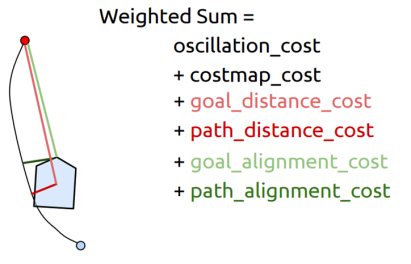 Weighted Sum =
oscillation_cost
+ costmap_cost
+ goal_distance_cost
+ path_distance_cost
+ goal_alignment_cost
+ path_alignment_cost